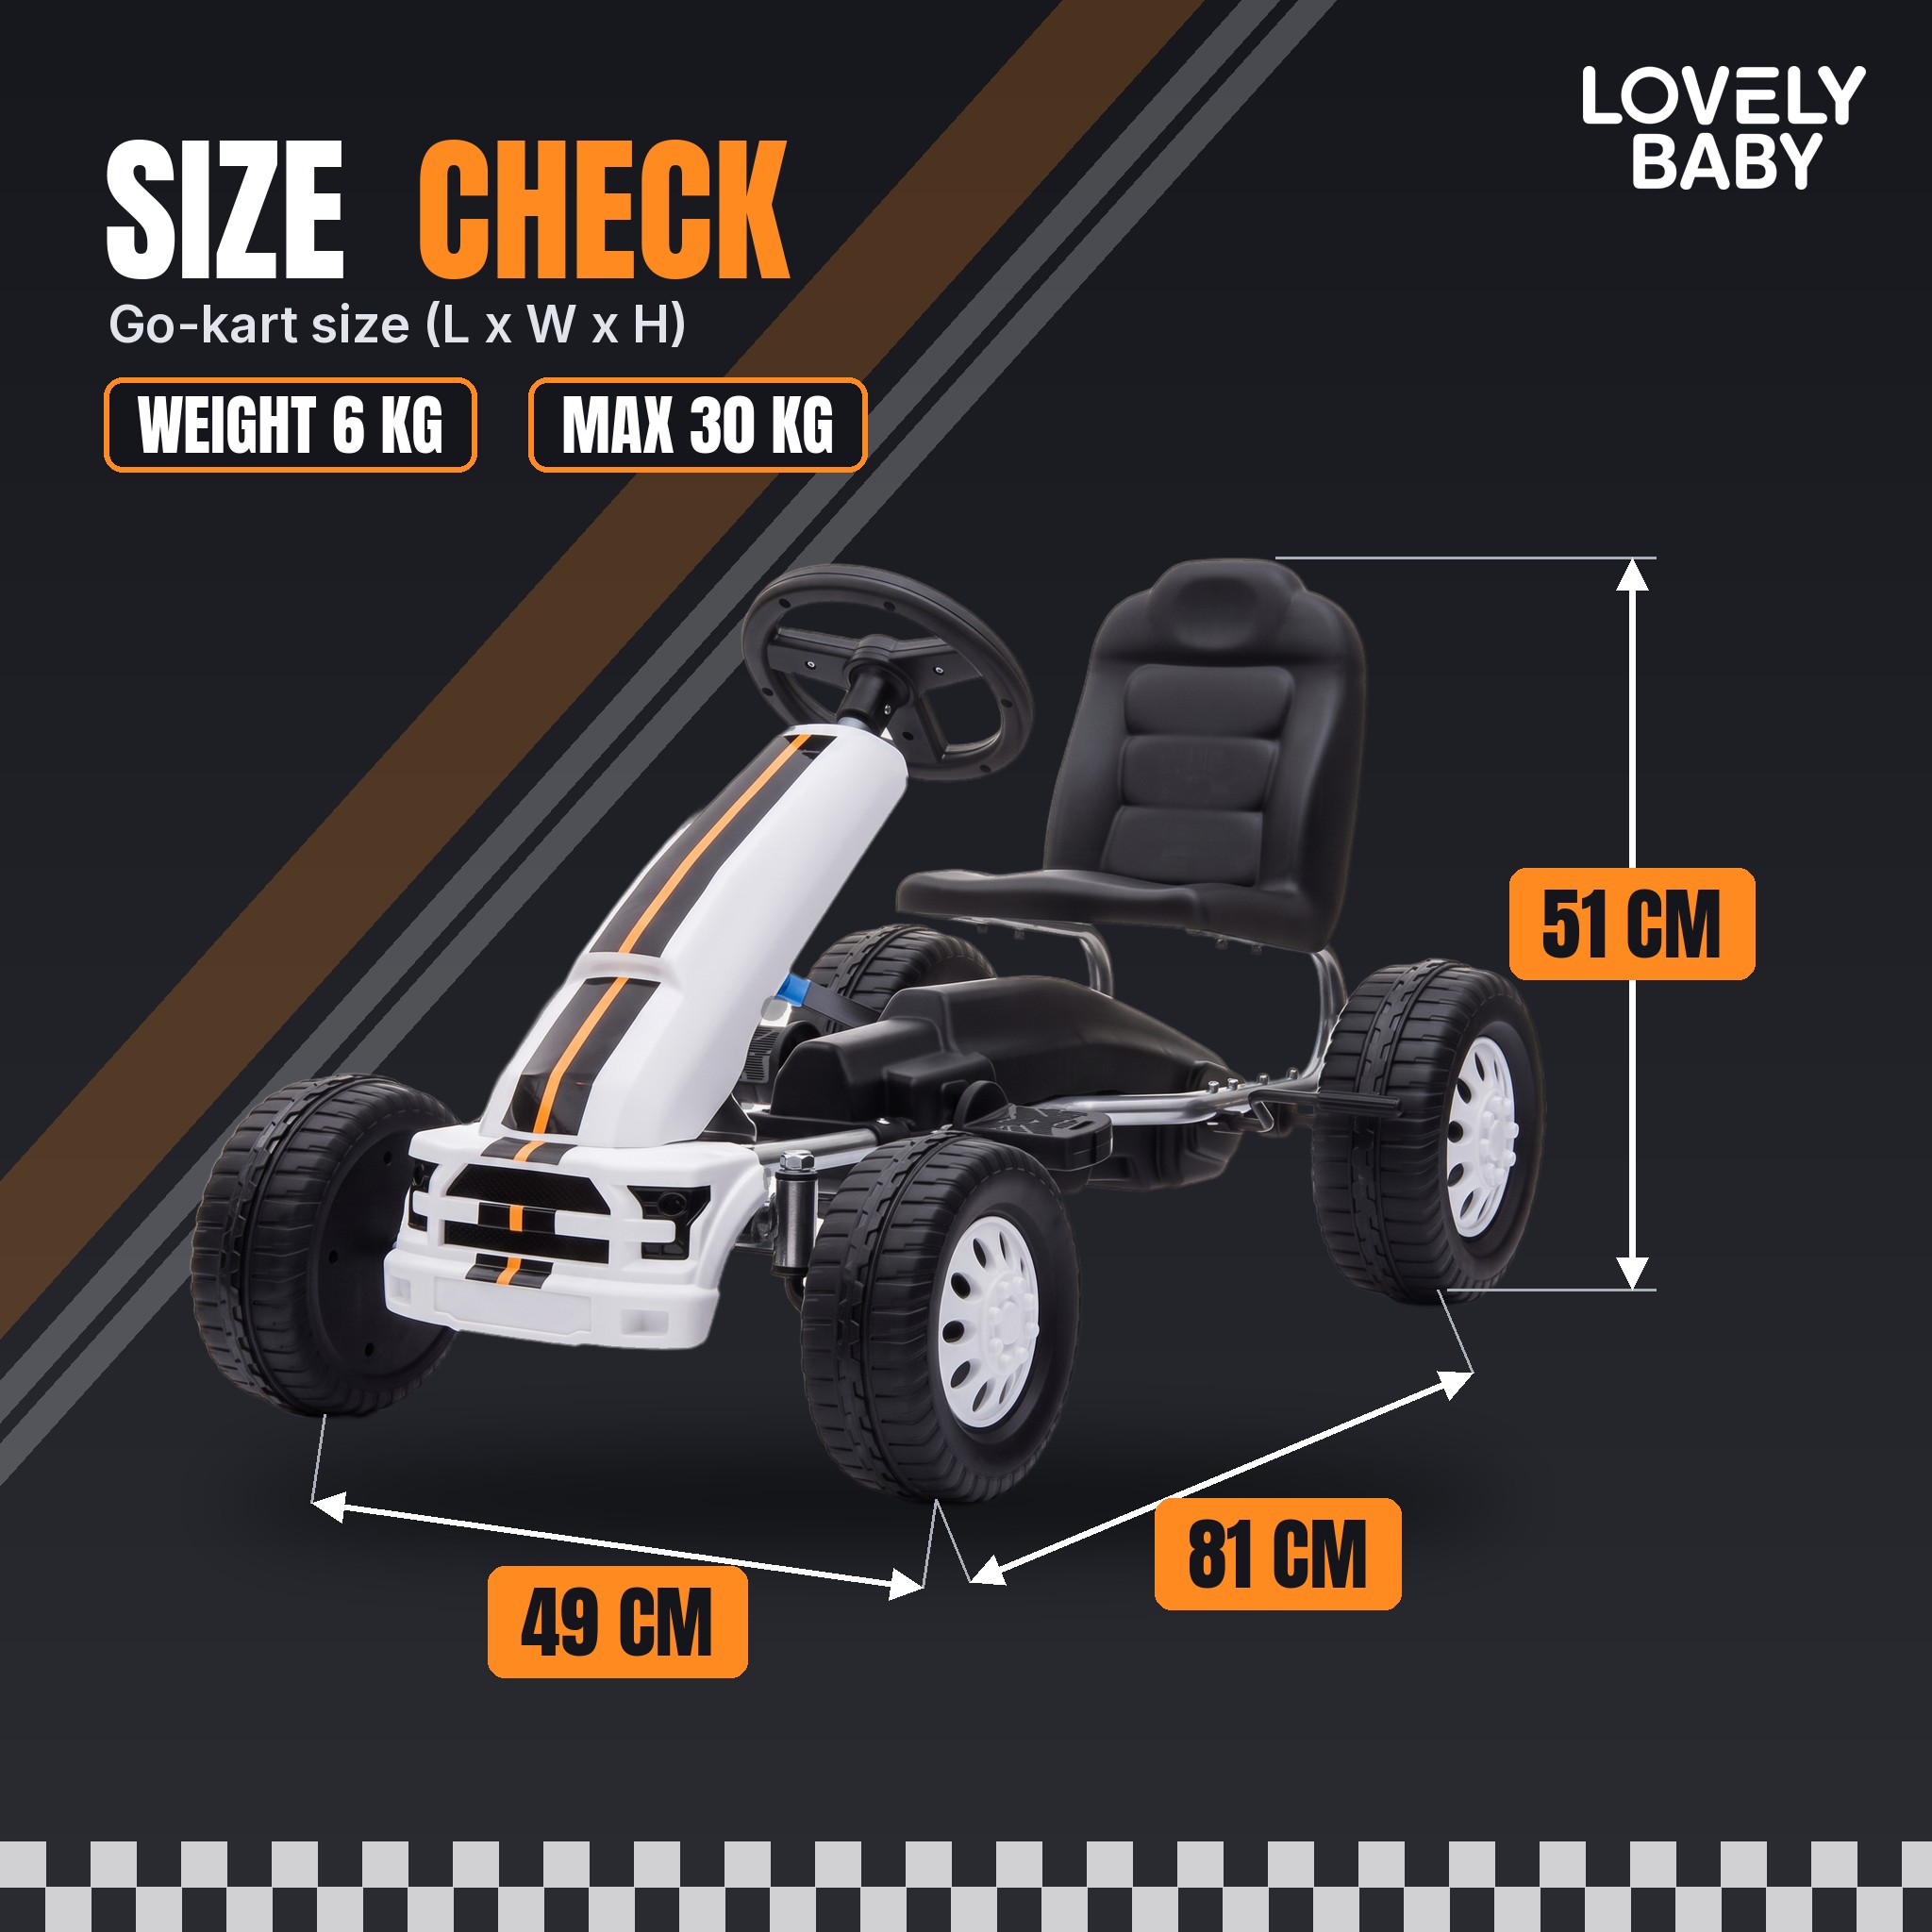 LOVELY
BABY
SIZE CHECK
Go-kart size (L x W x H)
WEIGHT 6 KG
MAX 30 KG
51 CM
81 CM
49 CM